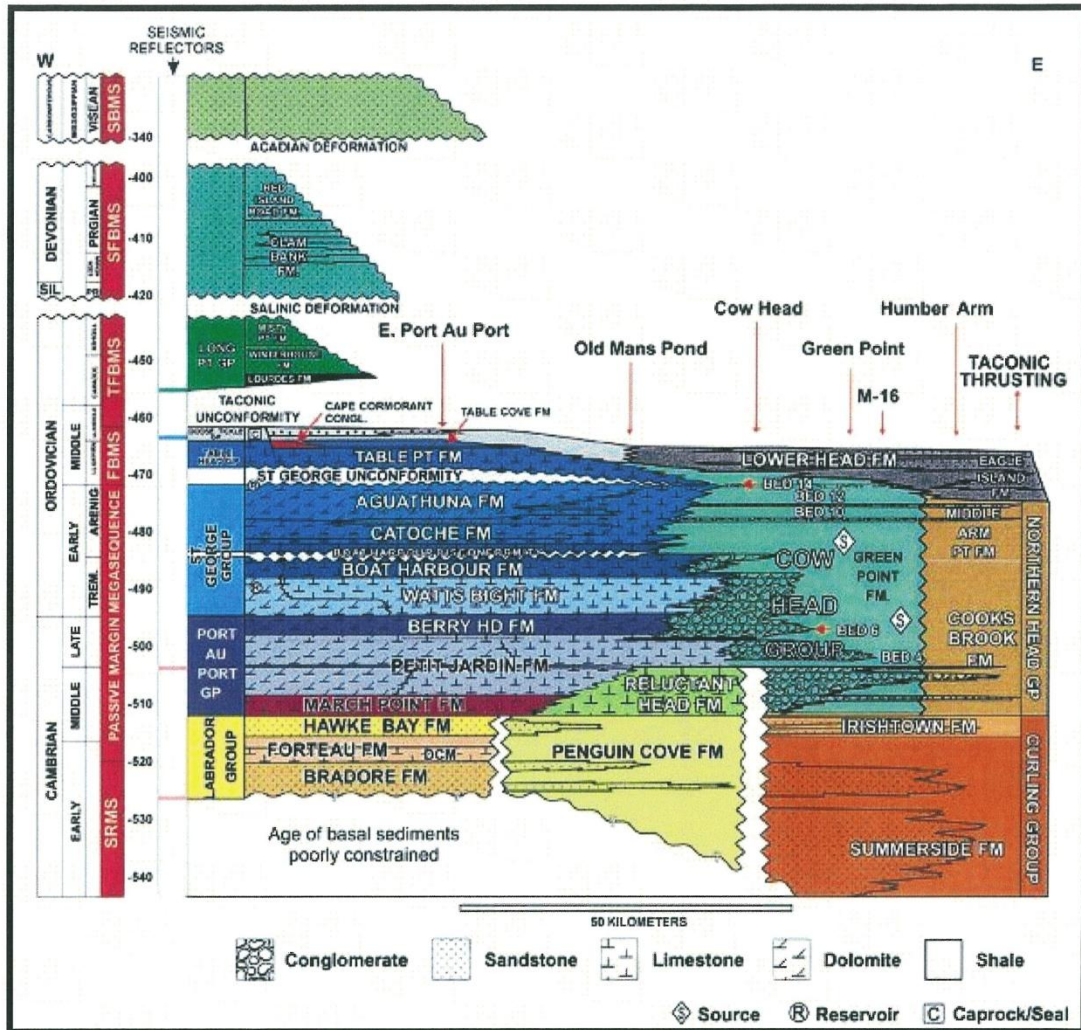 SEISMIC
REFLECTORS
W
E
CARBONIFEROUS
MISSISSIPPIAN
VISEAN
SBMS
-340
ACADIAN DEFORMATION
-400
DEVONIAN
PRGIAN
SFBMS
RED
ISLAND
ROAD FM.
-410
CLAM
BANK
FM.
SIL
-420
SALINIC DEFORMATION
Cow Head
Humber Arm
E. Port Au Port
Old Mans Pond
Green Point
M-16
TACONIC
THRUSTING
TFBMS
-450
LONG
PT GP
MISTY
PT FM
WINTERHOUSE
FM
LOURDES FM
-460
TACONIC
UNCONFORMITY
CAPE CORMORANT
CONGL.
TABLE COVE FM
ORDOVICIAN
MIDDLE
FBMS
GOOSE TICKLE
C
TABLE PT FM
LOWER HEAD FM
EAGLE
ISLAND
FM
-470
ST GEORGE UNCONFORMITY
BED 14
BED 12
BED 10
EARLY
ARENIG
TREM.
ST
GEORGE
GROUP
AGUATHUNA FM
-480
CATOCHE FM
BOAT HARBOUR DISCONFORMITY
BOAT HARBOUR FM
-490
WATTS BIGHT FM
COW
HEAD
GROUP
S
GREEN
POINT
FM.
S
MIDDLE
ARM
PT FM
COOKS
BROOK
FM
NORTHERN HEAD GP
PASSIVE MARGIN MEGASEQUENCE
CAMBRIAN
LATE
PORT
AU
PORT
GP
BERRY HD FM
BED 6
-500
PETIT JARDIN FM
BED 4
MIDDLE
MARCH POINT FM
RELUCTANT
HEAD FM
-510
LABRADOR
GROUP
HAWKE BAY FM
IRISHTOWN FM
FORTEAU FM
DCM
PENGUIN COVE FM
-520
BRADORE FM
CURLING GROUP
EARLY
SRMS
-530
Age of basal sediments
poorly constrained
SUMMERSIDE FM
-540
50 KILOMETERS
Conglomerate
Sandstone
Limestone
Dolomite
Shale
S Source
R Reservoir
C Caprock/Seal